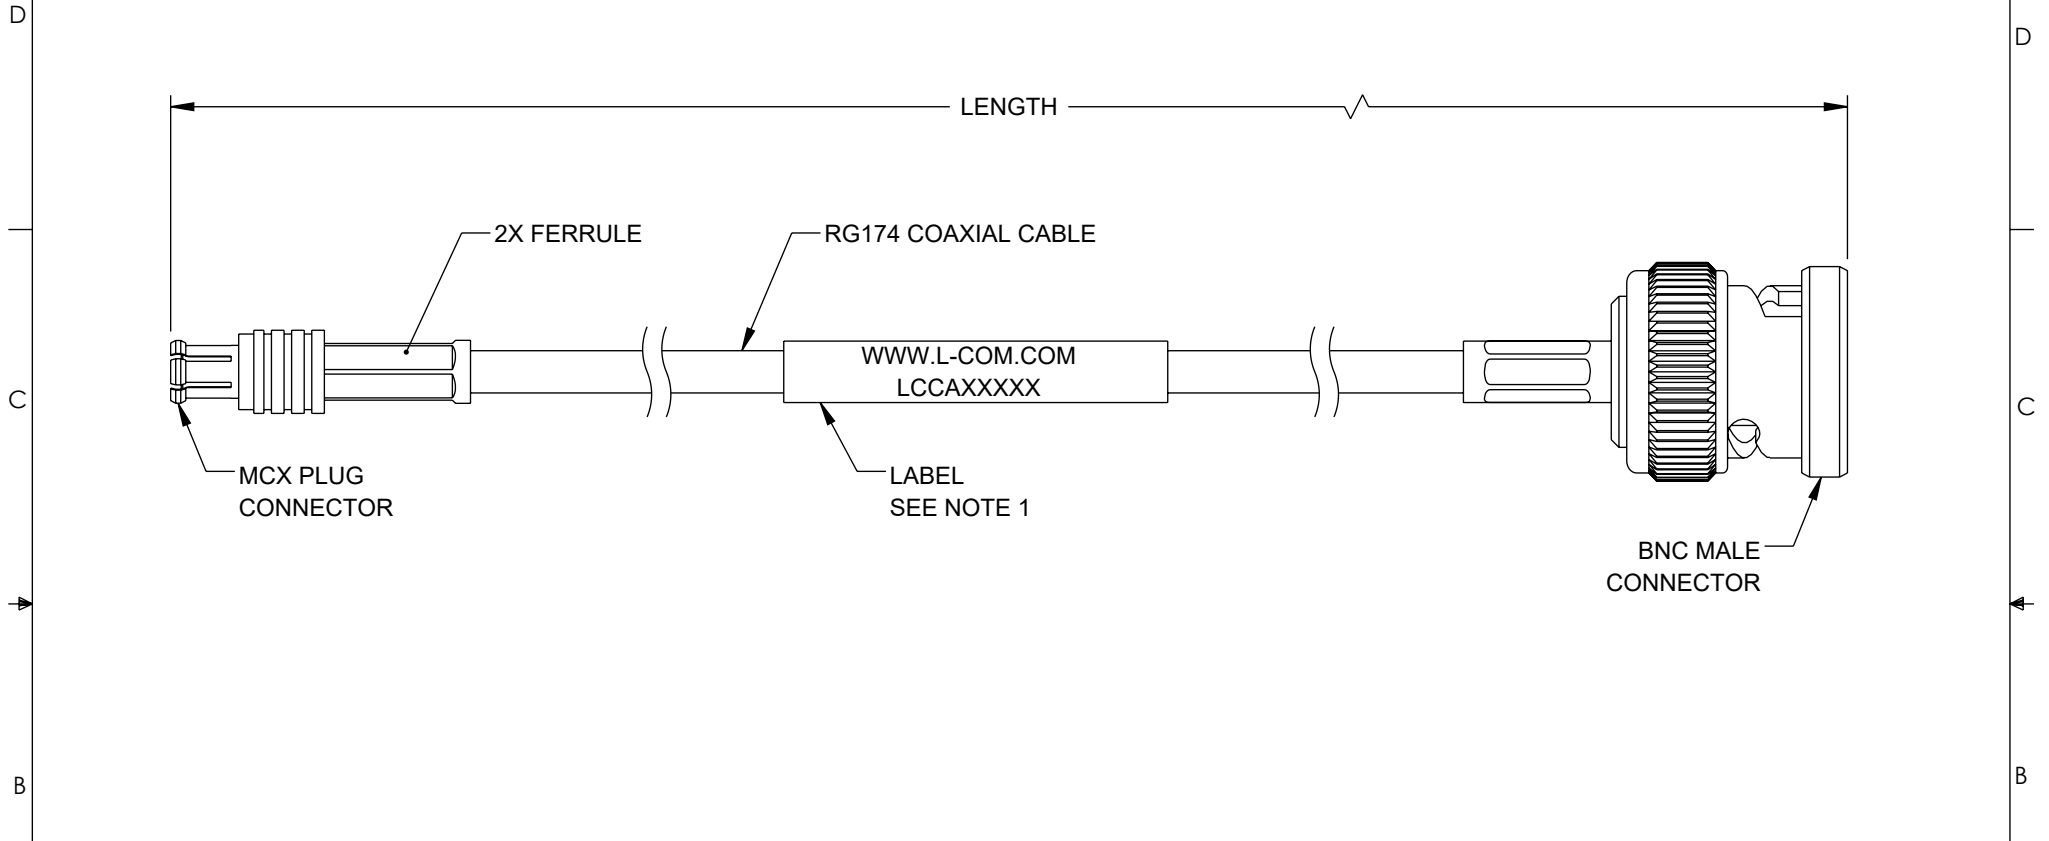 D
D
LENGTH
2X FERRULE
RG174 COAXIAL CABLE
WWW.L-COM.COM
LCCAXXXXX
C
C
MCX PLUG
CONNECTOR
LABEL
SEE NOTE 1
BNC MALE
CONNECTOR
B
B